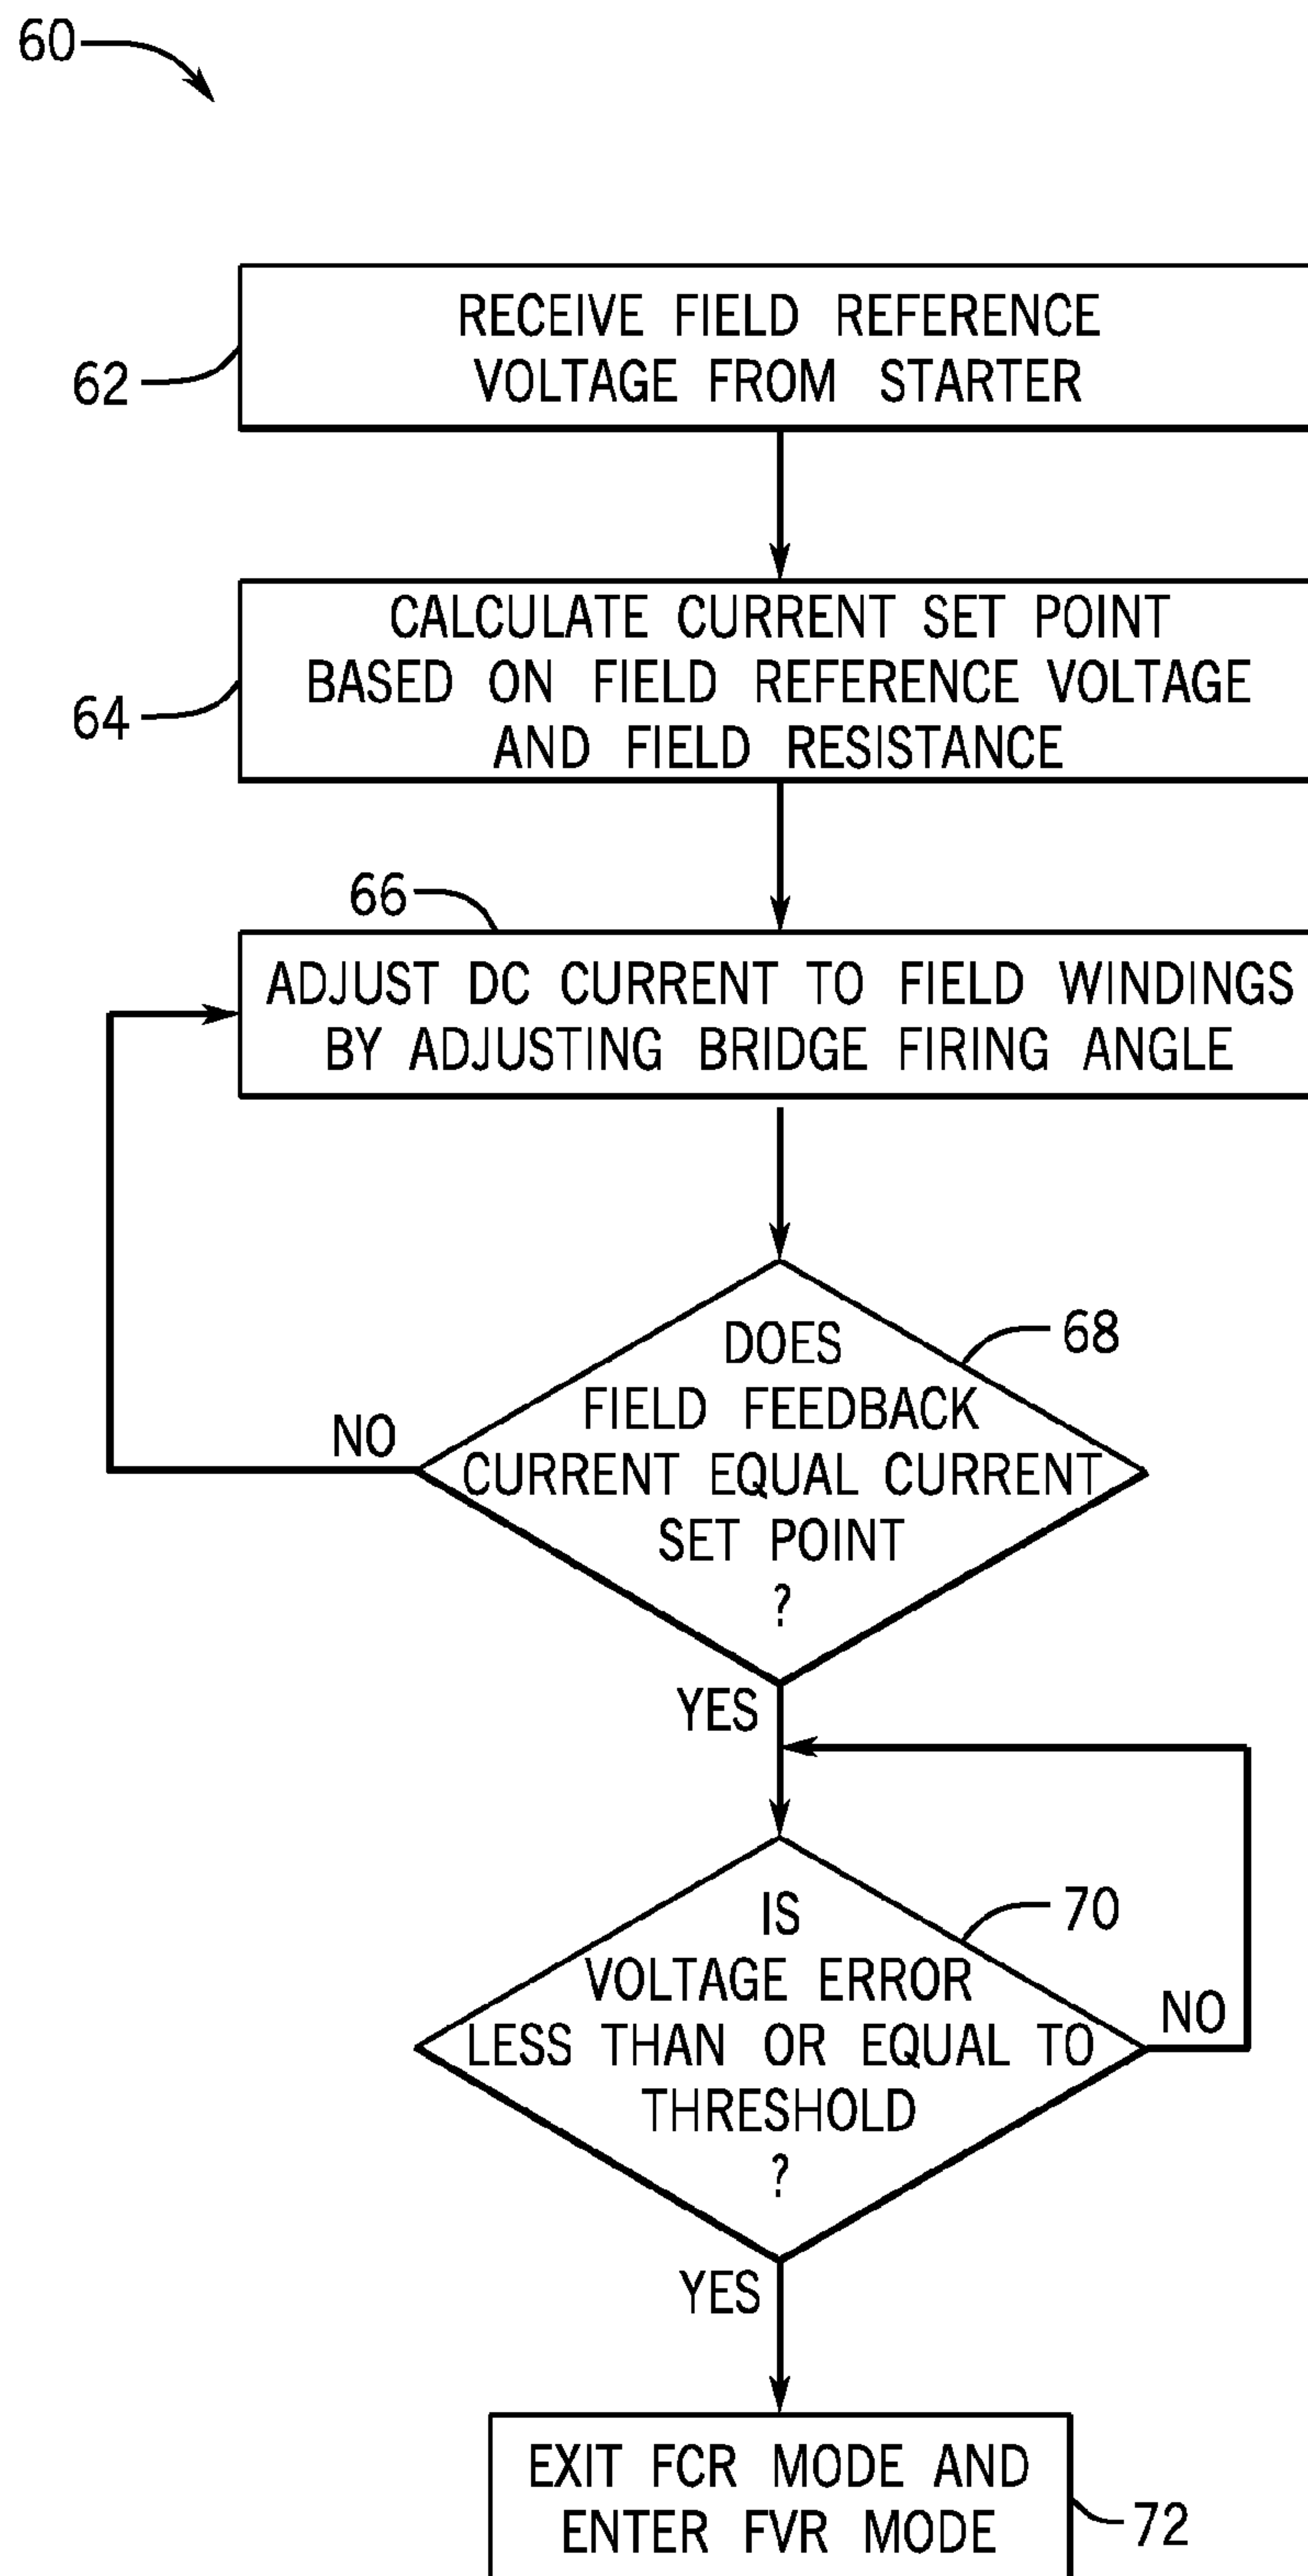 60
RECEIVE FIELD REFERENCE
VOLTAGE FROM STARTER
62
CALCULATE CURRENT SET POINT
BASED ON FIELD REFERENCE VOLTAGE
AND FIELD RESISTANCE
64
66
ADJUST DC CURRENT TO FIELD WINDINGS
BY ADJUSTING BRIDGE FIRING ANGLE
68
DOES
FIELD FEEDBACK
CURRENT EQUAL CURRENT
SET POINT
?
NO
YES
70
IS
VOLTAGE ERROR
LESS THAN OR EQUAL TO
THRESHOLD
?
NO
YES
EXIT FCR MODE AND
ENTER FVR MODE
72